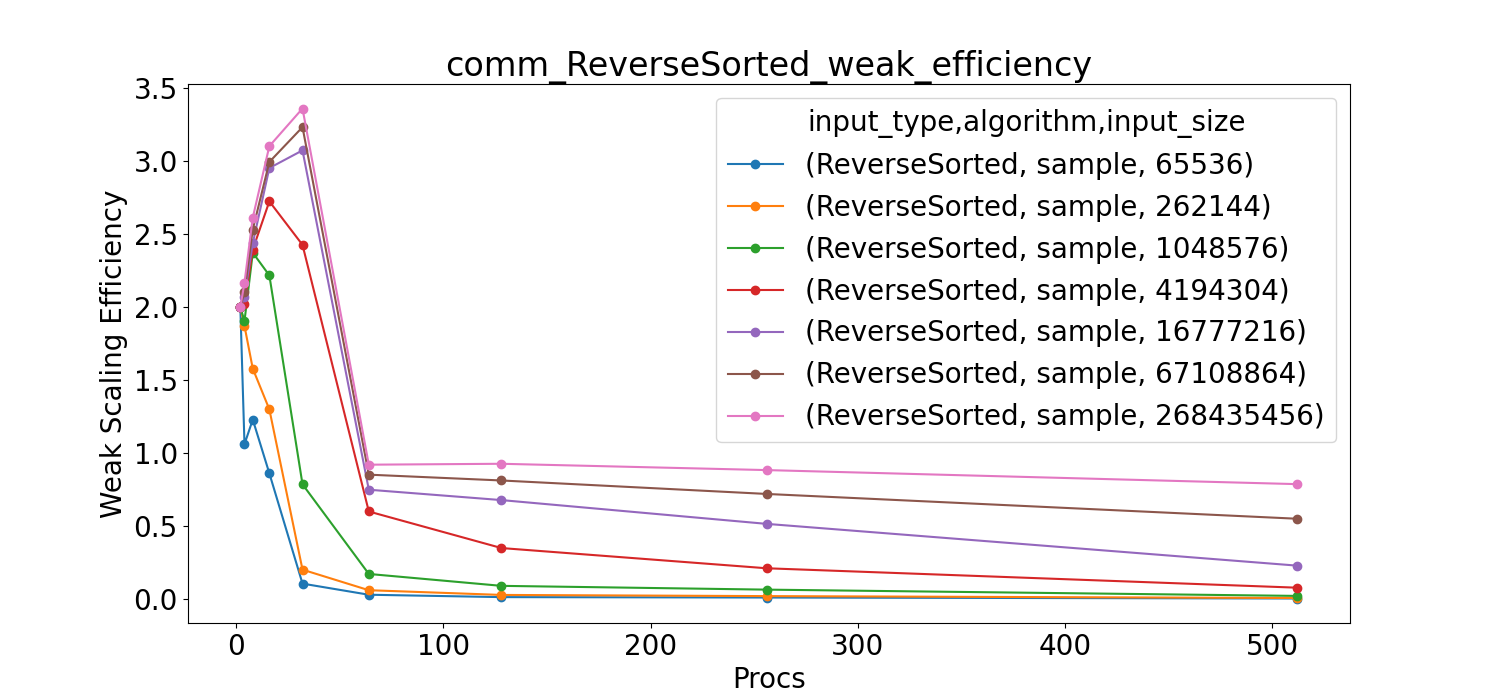 comm_ReverseSorted_weak_efficiency
3.5
3.0
2.5
2.0
1.5
1.0
0.5
0.0
Weak Scaling Efficiency
input_type,algorithm,input_size
(ReverseSorted, sample, 65536)
(ReverseSorted, sample, 262144)
(ReverseSorted, sample, 1048576)
(ReverseSorted, sample, 4194304)
(ReverseSorted, sample, 16777216)
(ReverseSorted, sample, 67108864)
(ReverseSorted, sample, 268435456)
0 100 200 300 400 500
Procs